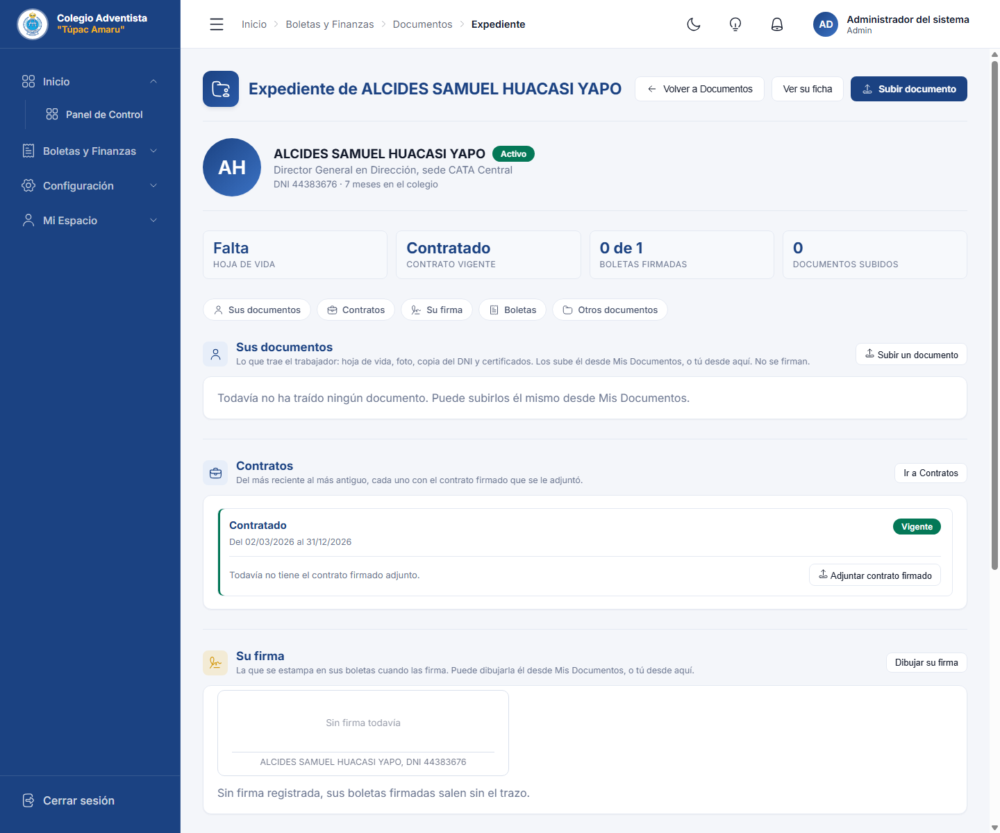 Colegio Adventista
"Túpac Amaru"
Inicio
Panel de Control
Boletas y Finanzas
Configuración
Mi Espacio
Cerrar sesión
Inicio > Boletas y Finanzas > Documentos > Expediente
AD
Administrador del sistema
Admin
Expediente de ALCIDES SAMUEL HUACASI YAPO
Volver a Documentos
Ver su ficha
Subir documento
AH
ALCIDES SAMUEL HUACASI YAPO
Activo
Director General en Dirección, sede CATA Central
DNI 44383676 · 7 meses en el colegio
Falta
HOJA DE VIDA
Contratado
CONTRATO VIGENTE
0 de 1
BOLETAS FIRMADAS
0
DOCUMENTOS SUBIDOS
Sus documentos
Contratos
Su firma
Boletas
Otros documentos
Sus documentos
Lo que trae el trabajador: hoja de vida, foto, copia del DNI y certificados. Los sube él desde Mis Documentos, o tú desde aquí. No se firman.
Subir un documento
Todavía no ha traído ningún documento. Puede subirlos él mismo desde Mis Documentos.
Contratos
Del más reciente al más antiguo, cada uno con el contrato firmado que se le adjuntó.
Ir a Contratos
Contratado
Vigente
Del 02/03/2026 al 31/12/2026
Todavía no tiene el contrato firmado adjunto.
Adjuntar contrato firmado
Su firma
La que se estampa en sus boletas cuando las firma. Puede dibujarla él desde Mis Documentos, o tú desde aquí.
Dibujar su firma
Sin firma todavía
ALCIDES SAMUEL HUACASI YAPO, DNI 44383676
Sin firma registrada, sus boletas firmadas salen sin el trazo.